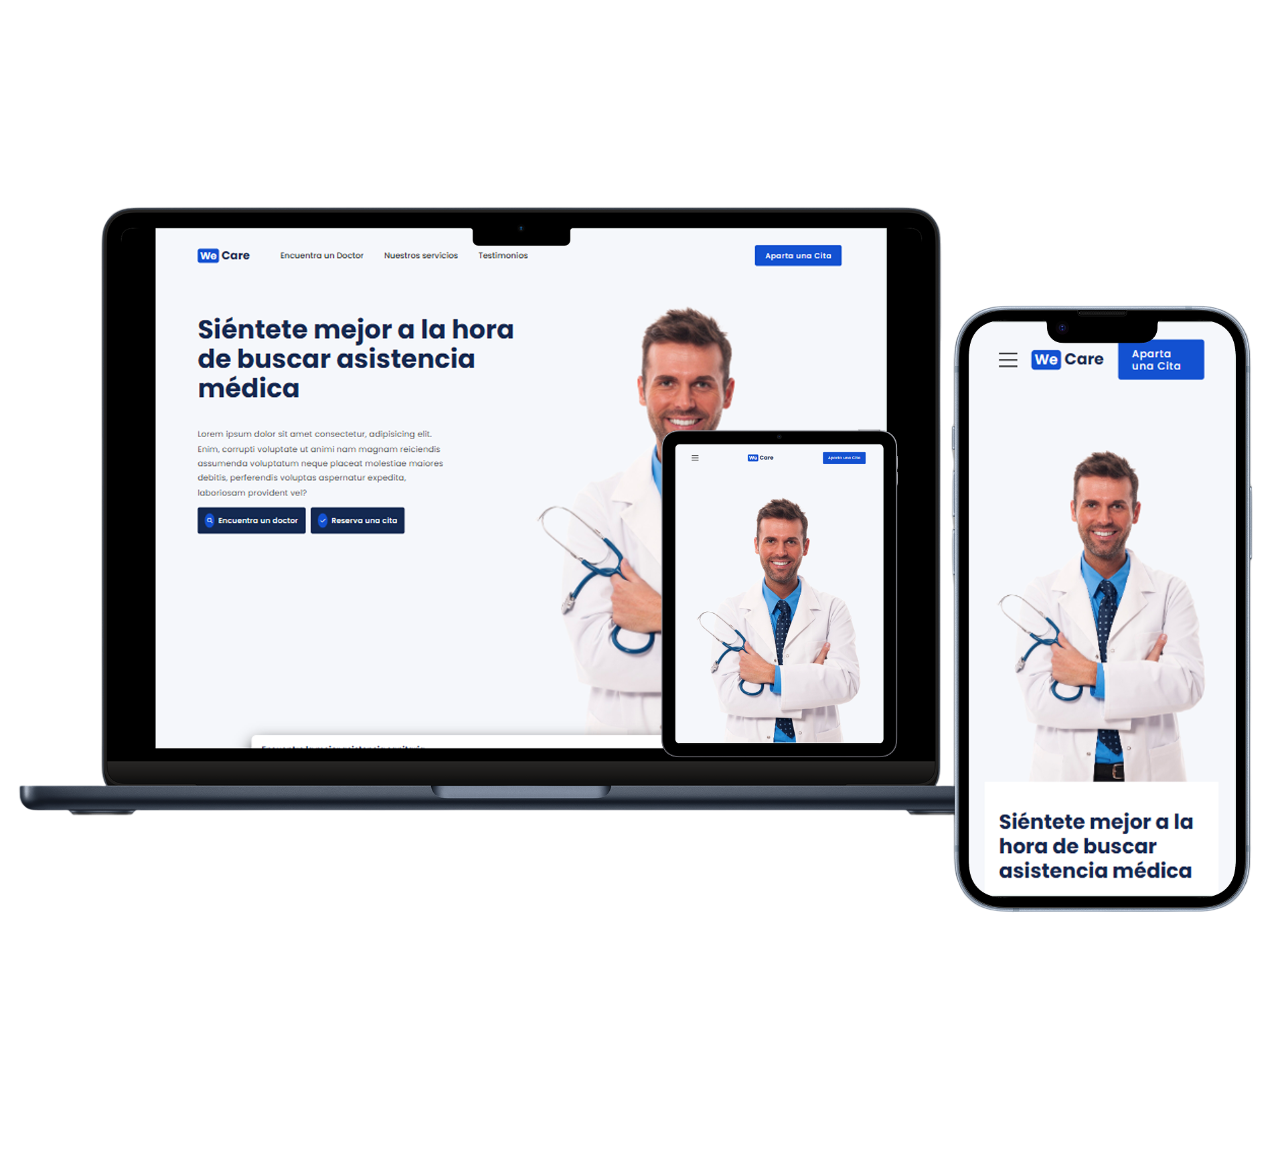 We Care
Encuentra un Doctor
Nuestros servicios
Testimonios
Aparta una Cita
Siéntete mejor a la hora
de buscar asistencia
médica
Lorem ipsum dolor sit amet consectetur, adipisicing elit.
Enim, corrupti voluptate ut animi nam magnam reiciendis
assumenda voluptatum neque placeat molestiae maiores
debitis, perferendis voluptas aspernatur expedita,
laboriosam provident vel?
Encuentra un doctor
Reserva una cita
We Care
Aparta una Cita
We Care
Aparta
una Cita
Siéntete mejor a la
hora de buscar
asistencia médica